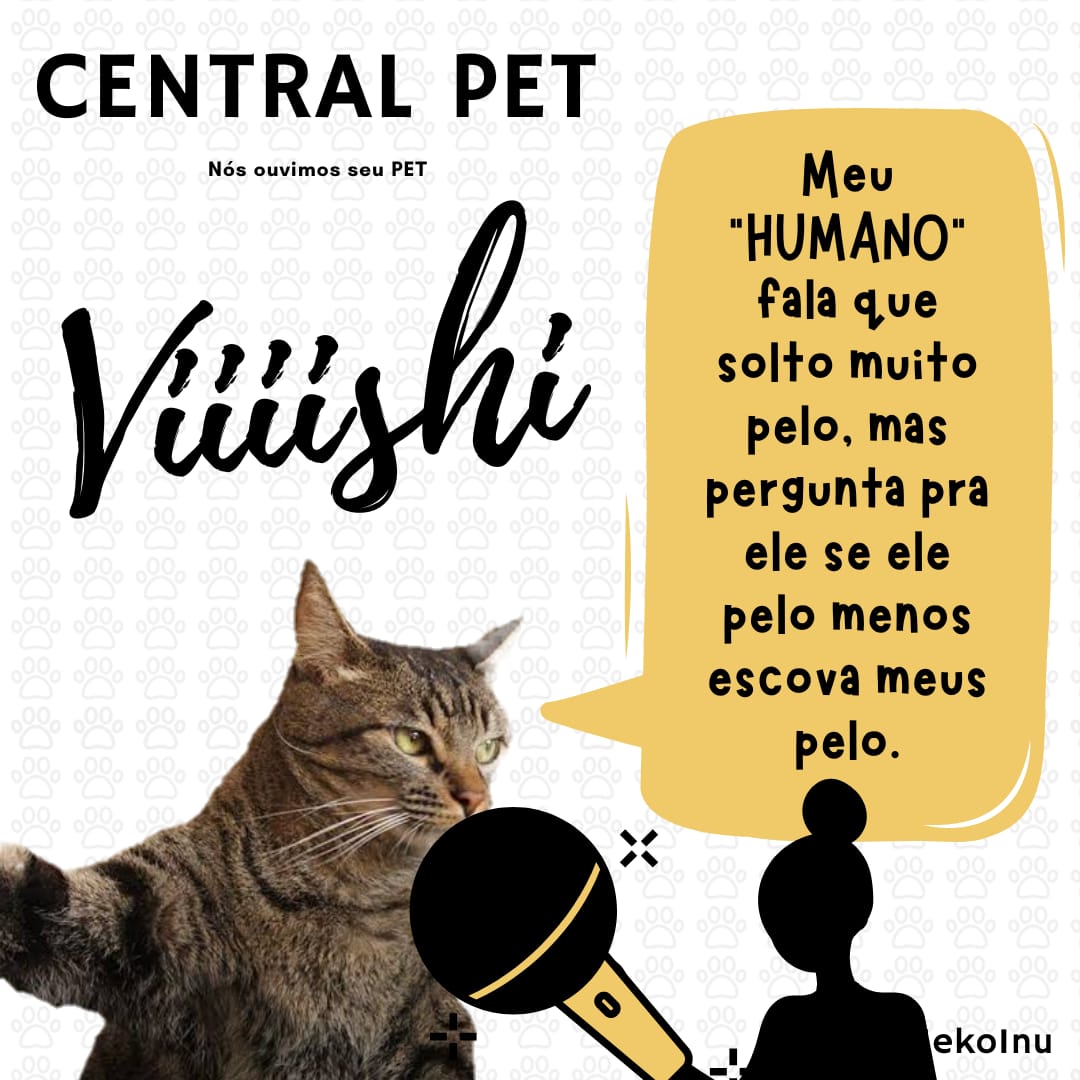 CENTRAL PET
Nós ouvimos seu PET
Viiiishi
Meu
"HUMANO"
fala que
solto muito
pelo, mas
pergunta pra
ele se ele
pelo menos
escova meus
pelo.